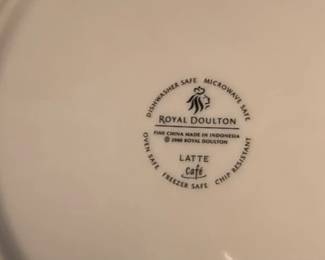 DISHWASHER SAFE MICROWAVE SAFE
ROYAL DOULTON
FINE CHINA MADE IN INDONESIA
© 2000 ROYAL DOULTON
LATTE
Café
OVEN SAFE FREEZER SAFE CHIP RESISTANT